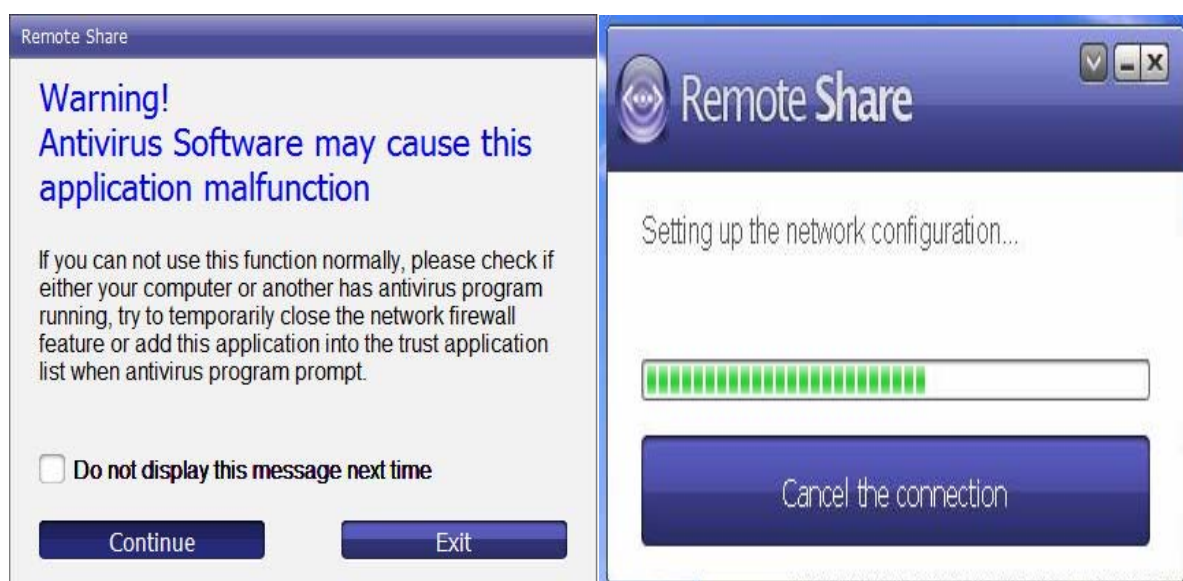 Remote Share
Warning!
Antivirus Software may cause this
application malfunction
If you can not use this function normally, please check if
either your computer or another has antivirus program
running, try to temporarily close the network firewall
feature or add this application into the trust application
list when antivirus program prompt.
Do not display this message next time
Continue
Exit
Remote Share
Setting up the network configuration...
Cancel the connection